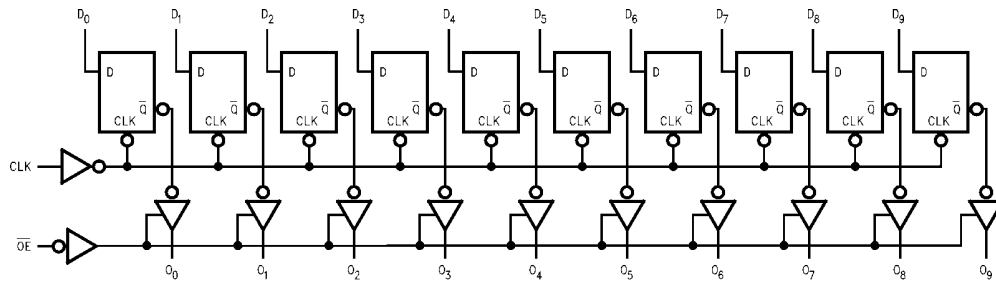 D₀ D₁ D₂ D₃ D₄ D₅ D₆ D₇ D₈ D₉
D D D D D D D D D D
Q̅ Q̅ Q̅ Q̅ Q̅ Q̅ Q̅ Q̅ Q̅ Q̅
CLK CLK CLK CLK CLK CLK CLK CLK CLK CLK
CLK
O̅E̅
O₀ O₁ O₂ O₃ O₄ O₅ O₆ O₇ O₈ O₉